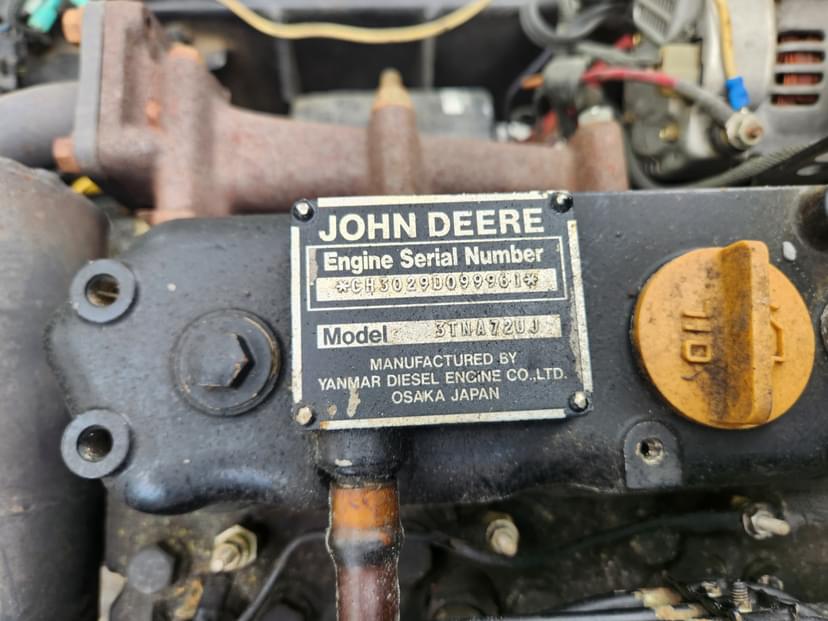 JOHN DEERE
Engine Serial Number
*CH3029D099961*
Model 3TNA72UJ
MANUFACTURED BY
YANMAR DIESEL ENGINE CO.,LTD.
OSAKA JAPAN
OIL